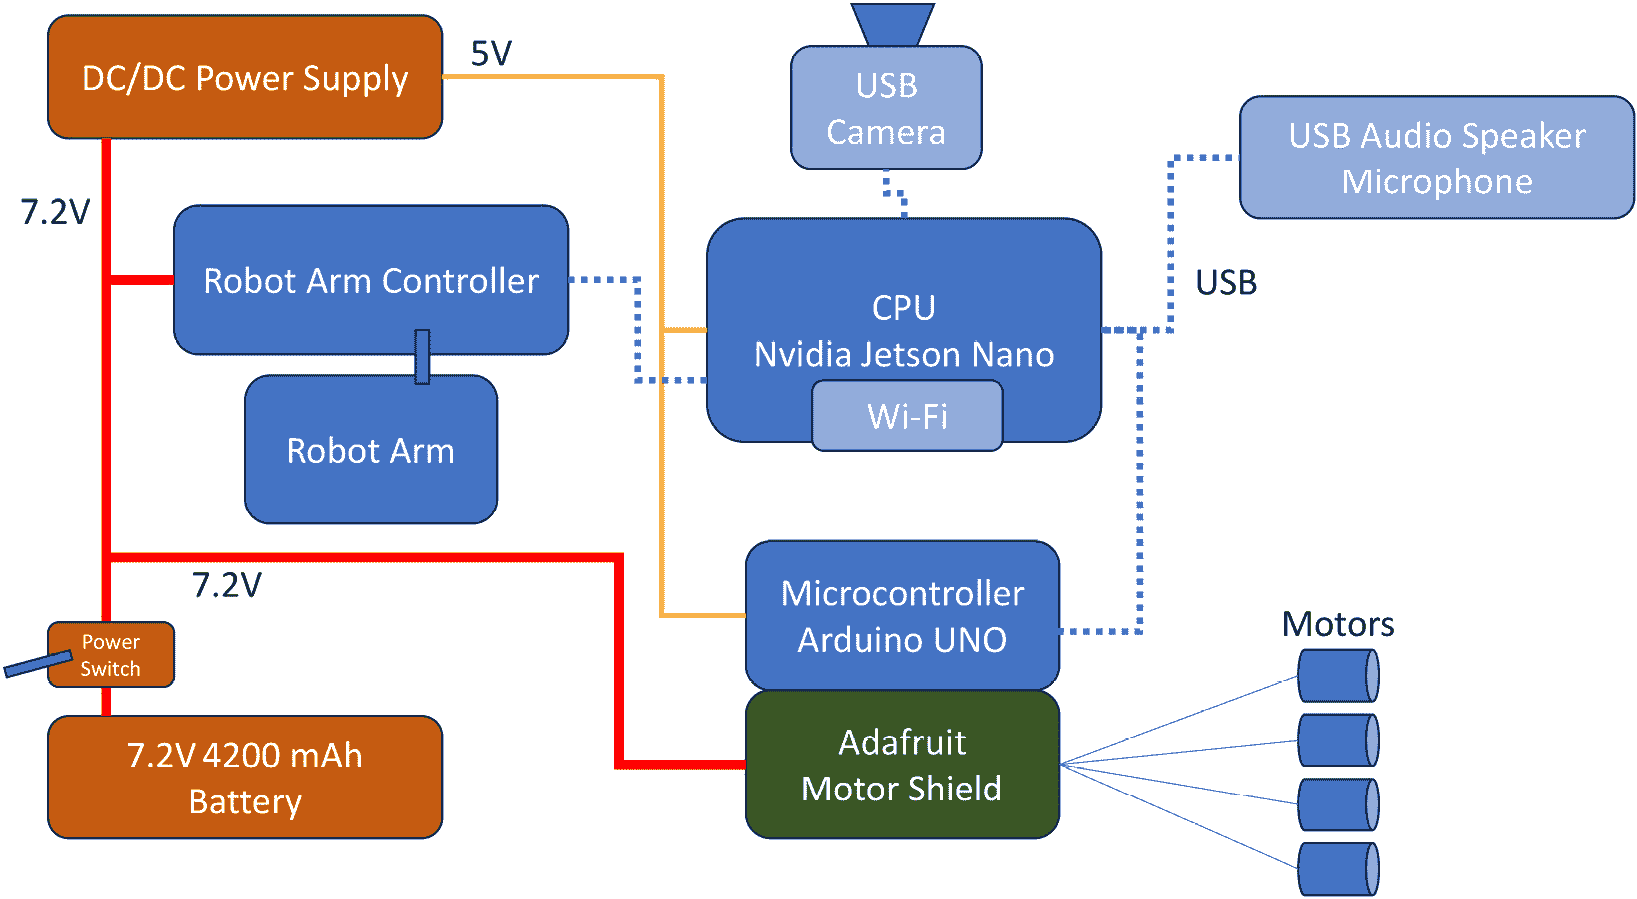 DC/DC Power Supply
5V
USB
Camera
USB Audio Speaker
Microphone
7.2V
Robot Arm Controller
USB
CPU
Nvidia Jetson Nano
Wi-Fi
Robot Arm
7.2V
Microcontroller
Arduino UNO
Motors
Power
Switch
7.2V 4200 mAh
Battery
Adafruit
Motor Shield